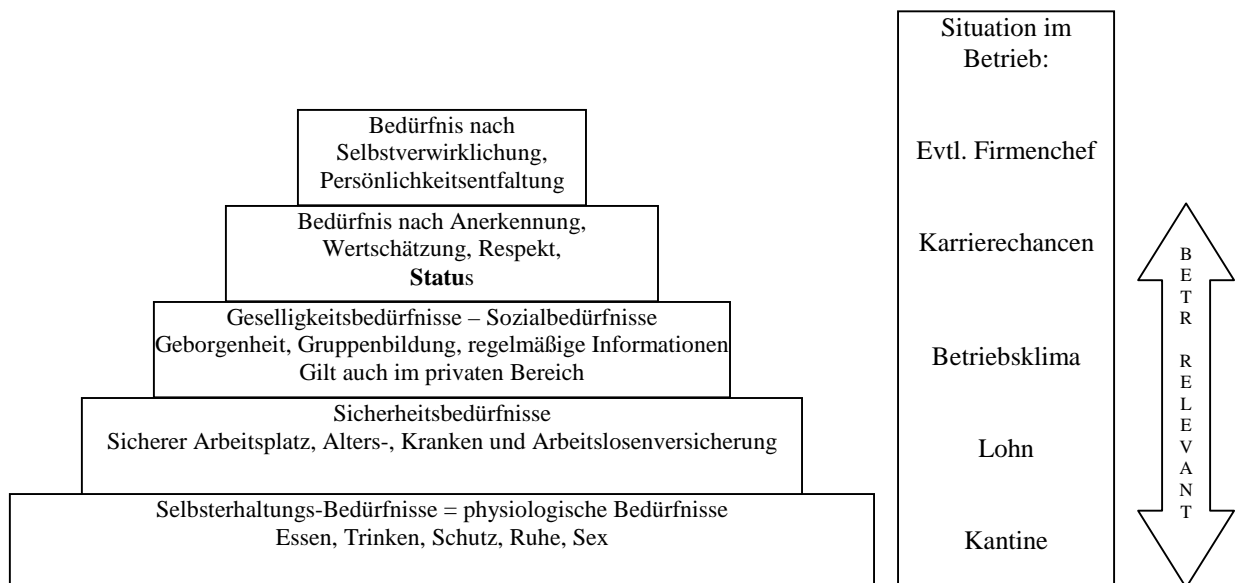 Bedürfnis nach
Selbstverwirklichung,
Persönlichkeitsentfaltung
Bedürfnis nach Anerkennung,
Wertschätzung, Respekt,
Status
Geselligkeitsbedürfnisse – Sozialbedürfnisse
Geborgenheit, Gruppenbildung, regelmäßige Informationen
Gilt auch im privaten Bereich
Sicherheitsbedürfnisse
Sicherer Arbeitsplatz, Alters-, Kranken und Arbeitslosenversicherung
Selbsterhaltungs-Bedürfnisse = physiologische Bedürfnisse
Essen, Trinken, Schutz, Ruhe, Sex
Situation im
Betrieb:
Evtl. Firmenchef
Karrierechancen
Betriebsklima
Lohn
Kantine
BETR RELEVANT